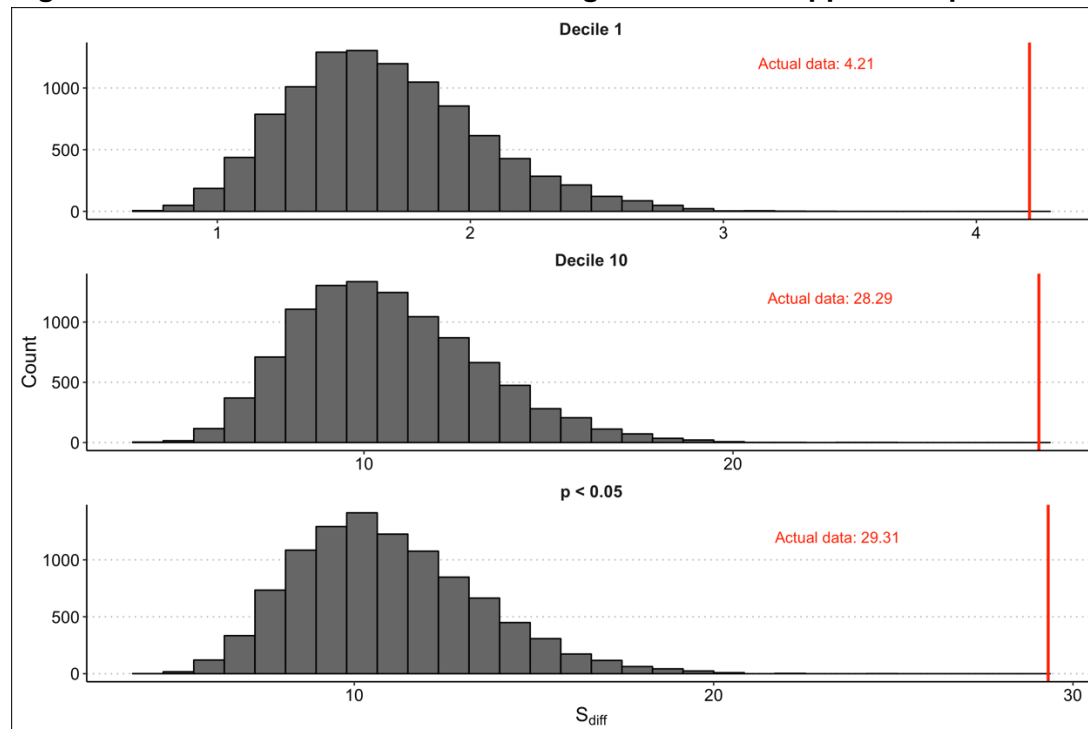 Decile 1
Actual data: 4.21
1000
500
0
1 2 3 4
Decile 10
Actual data: 28.29
1000
500
0
10 20
Count
p < 0.05
Actual data: 29.31
1000
500
0
10 20 30
Sdiff